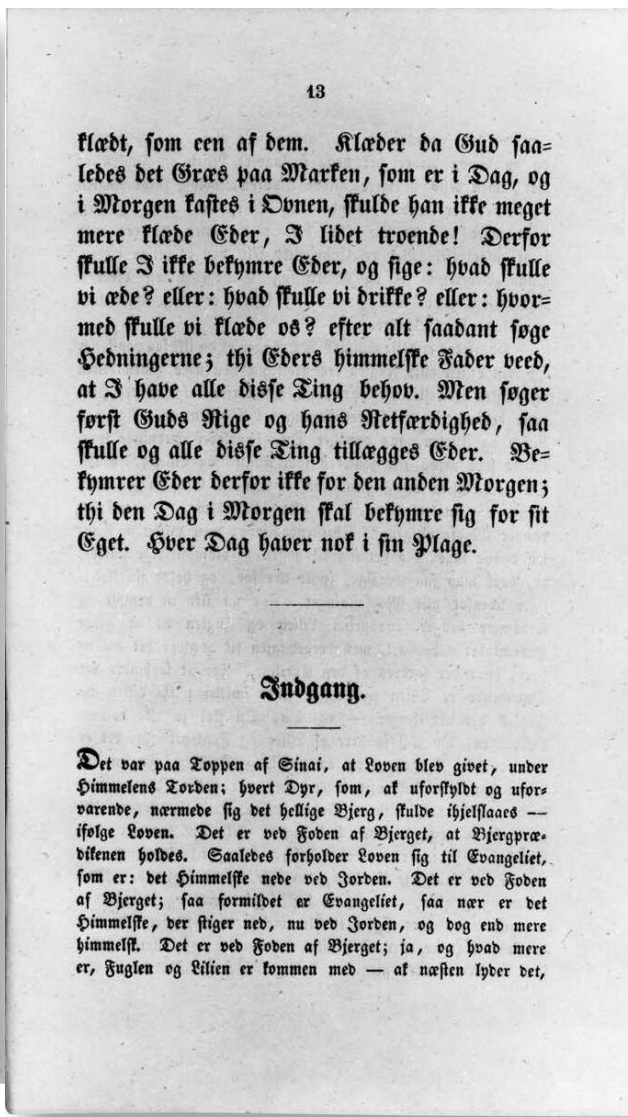 13
klædt, som een af dem. Klæder da Gud saa=
ledes det Græs paa Marken, som er i Dag, og
i Morgen kastes i Ovnen, skulde han ikke meget
mere klæde Eder, I lidet troende! Derfor
skulle I ikke bekymre Eder, og sige: hvad skulle
vi æde? eller: hvad skulle vi drikke? eller: hvor=
med skulle vi klæde os? efter alt saadant søge
Hedningerne; thi Eders himmelske Fader veed,
at I have alle disse Ting behov. Men søger
først Guds Rige og hans Retfærdighed, saa
skulle og alle disse Ting tillægges Eder. Be=
kymrer Eder derfor ikke for den anden Morgen;
thi den Dag i Morgen skal bekymre sig for sit
Eget. Hver Dag haver nok i sin Plage.
Indgang.
Det var paa Toppen af Sinai, at Loven blev givet, under
Himmelens Torden; hvert Dyr, som, ak uforskyldt og ufor=
varende, nærmede sig det hellige Bjerg, skulde ihjelslaaes —
ifølge Loven. Det er ved Foden af Bjerget, at Bjergpræ=
dikenen holdes. Saaledes forholder Loven sig til Evangeliet,
som er: det Himmelske nede ved Jorden. Det er ved Foden
af Bjerget; saa formildet er Evangeliet, saa nær er det
Himmelske, der stiger ned, nu ved Jorden, og dog end mere
himmelsk. Det er ved Foden af Bjerget; ja, og hvad mere
er, Fuglen og Lilien er kommen med — ak næsten lyder det,